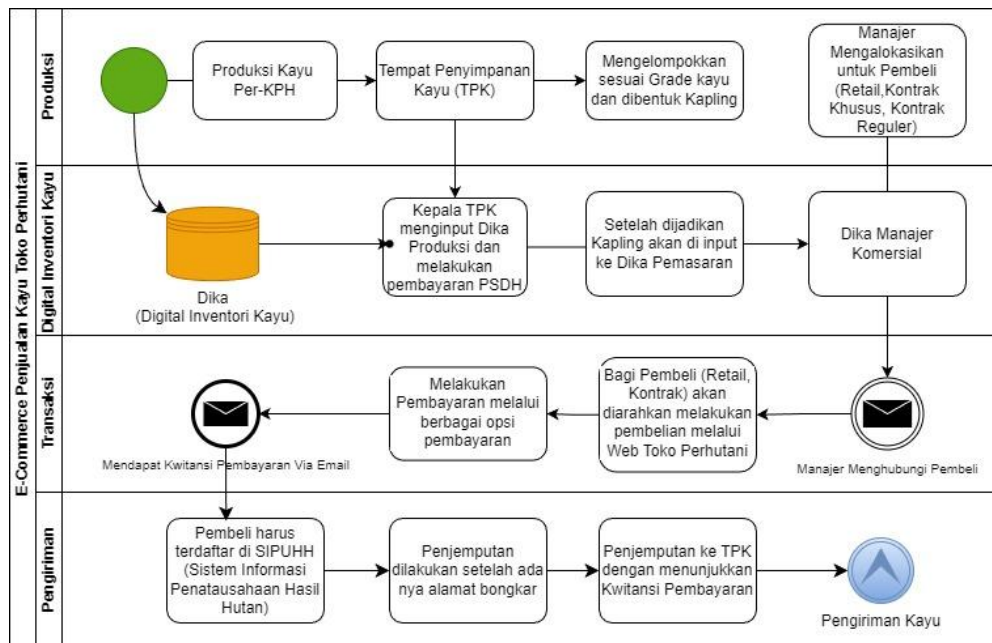 E-Commerce Penjualan Kayu Toko Perhutani
Produksi
Produksi Kayu
Per-KPH
Tempat Penyimpanan
Kayu (TPK)
Mengelompokkan
sesuai Grade kayu
dan dibentuk Kapling
Manajer
Mengalokasikan
untuk Pembeli
(Retail,Kontrak
Khusus, Kontrak
Reguler)
Digital Inventori Kayu
Dika
(Digital Inventori Kayu)
Kepala TPK
menginput Dika
Produksi dan
melakukan
pembayaran PSDH
Setelah dijadikan
Kapling akan di input
ke Dika Pemasaran
Dika Manajer
Komersial
Transaksi
Mendapat Kwitansi Pembayaran Via Email
Melakukan
Pembayaran melalui
berbagai opsi
pembayaran
Bagi Pembeli (Retail,
Kontrak) akan
diarahkan melakukan
pembelian melalui
Web Toko Perhutani
Manajer Menghubungi Pembeli
Pengiriman
Pembeli harus
terdaftar di SIPUHH
(Sistem Informasi
Penatausahaan Hasil
Hutan)
Penjemputan
dilakukan setelah ada
nya alamat bongkar
Penjemputan ke TPK
dengan menunjukkan
Kwitansi Pembayaran
Pengiriman Kayu